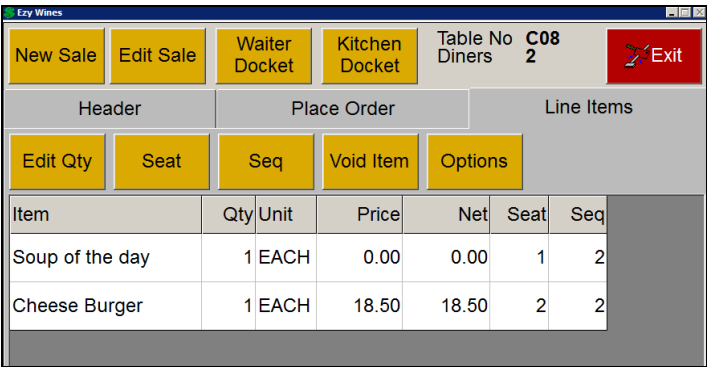 Ezy Wines
New Sale Edit Sale Waiter Docket Kitchen Docket Table No C08 Diners 2 Exit
Header Place Order Line Items
Edit Qty Seat Seq Void Item Options
Item Qty Unit Price Net Seat Seq
Soup of the day 1 EACH 0.00 0.00 1 2
Cheese Burger 1 EACH 18.50 18.50 2 2